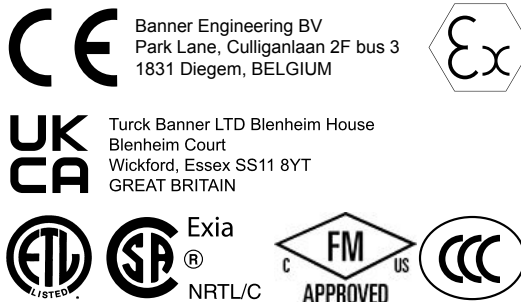 CE
Banner Engineering BV
Park Lane, Culliganlaan 2F bus 3
1831 Diegem, BELGIUM
Ex
UK
CA
Turck Banner LTD Blenheim House
Blenheim Court
Wickford, Essex SS11 8YT
GREAT BRITAIN
ETL
LISTED
CSA
Exia
®
NRTL/C
C FM US
APPROVED
CCC